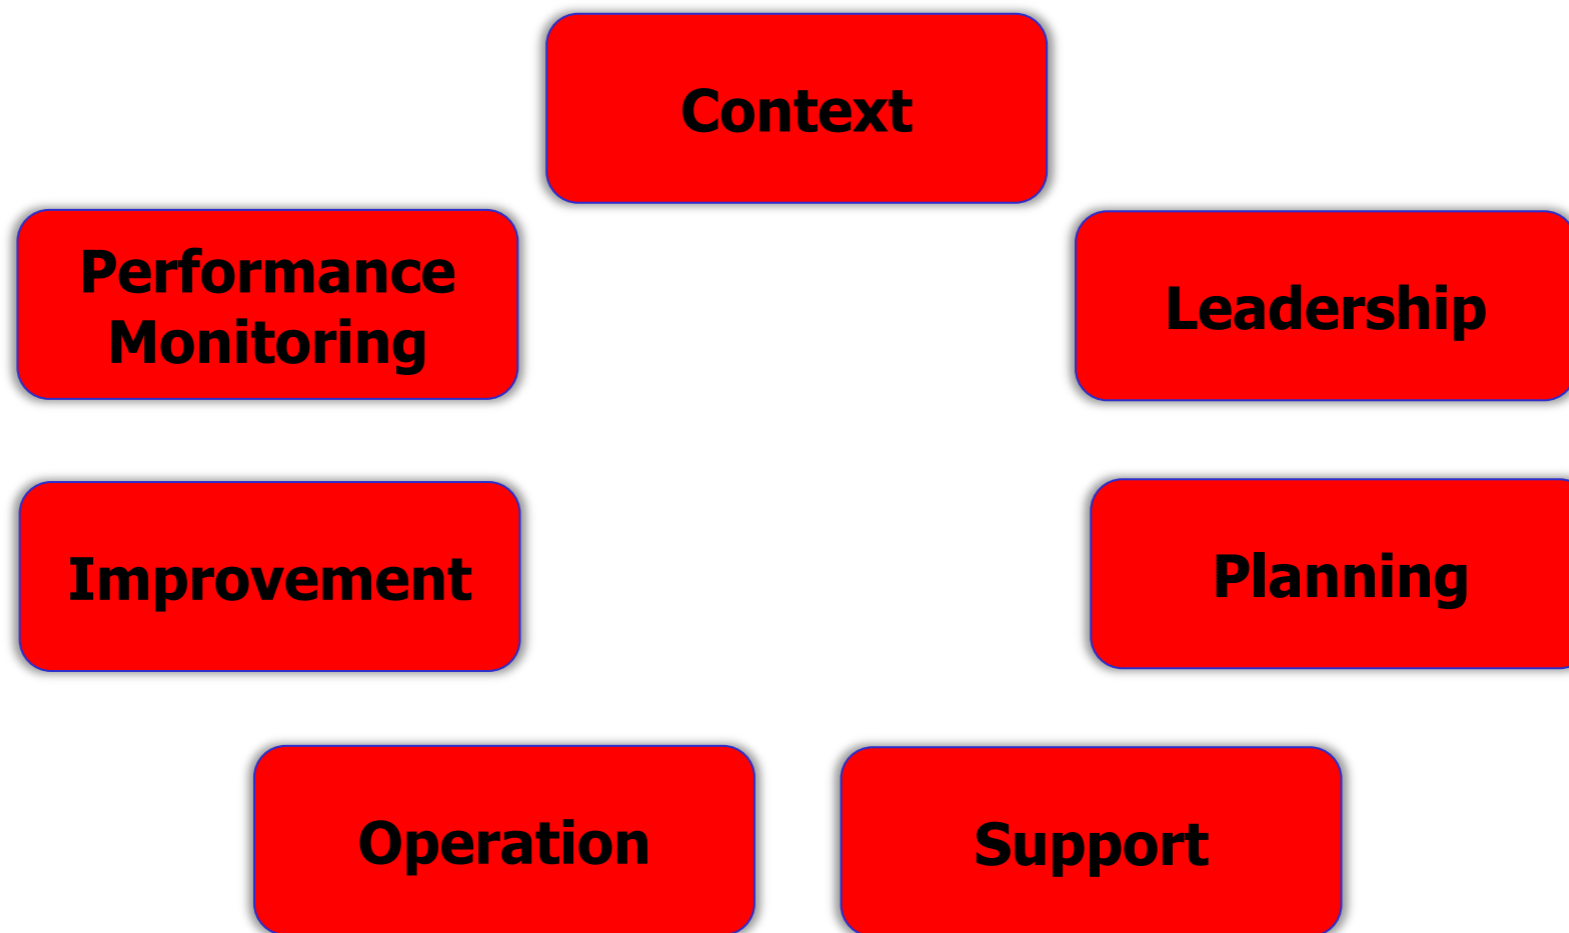 Context
Performance
Monitoring
Leadership
Improvement
Planning
Operation
Support